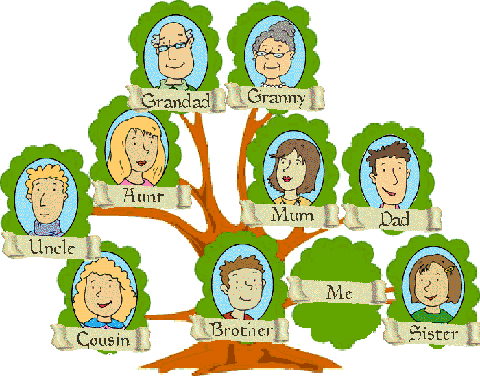 Grandad
Granny
Aunt
Mum
Dad
Uncle
Cousin
Brother
Me
Sister